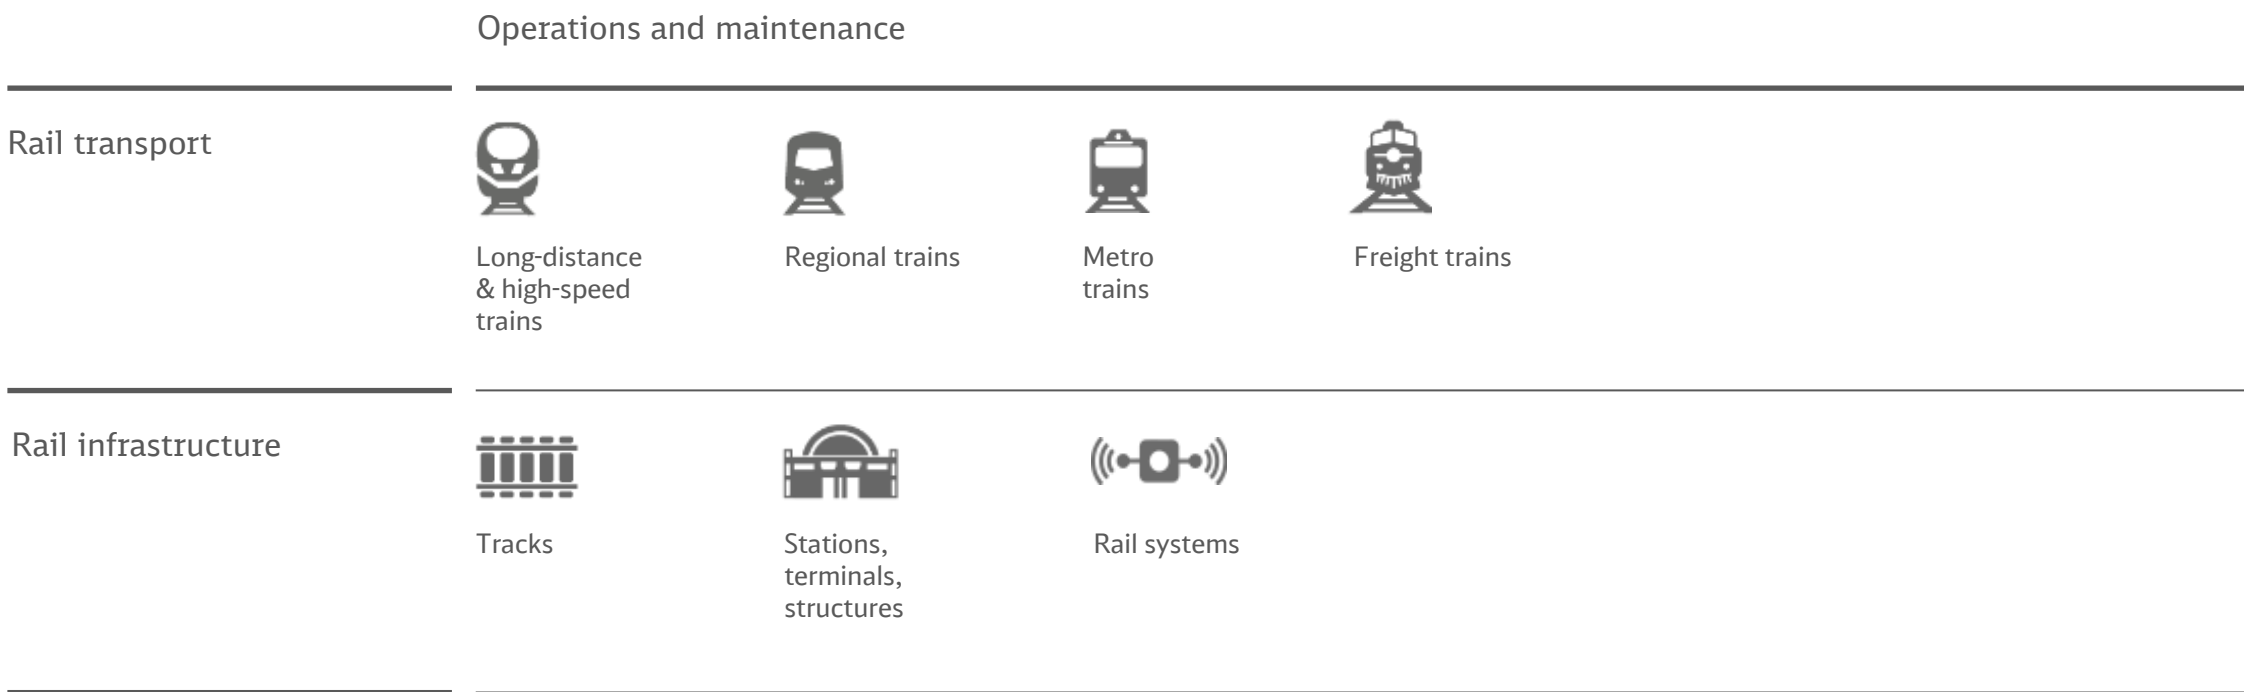 Operations and maintenance
Rail transport
Long-distance
& high-speed
trains
Regional trains
Metro
trains
Freight trains
Rail infrastructure
Tracks
Stations,
terminals,
structures
Rail systems